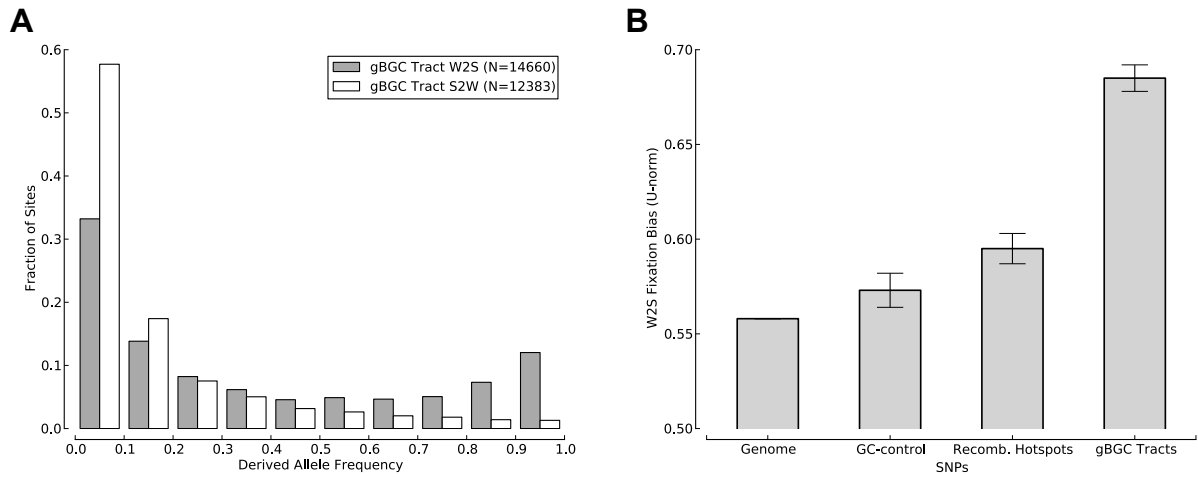 A
0.6
0.5
0.4
0.3
0.2
0.1
0.0
Fraction of Sites
gBGC Tract W2S (N=14660)
gBGC Tract S2W (N=12383)
0.0 0.1 0.2 0.3 0.4 0.5 0.6 0.7 0.8 0.9 1.0
Derived Allele Frequency
B
0.70
0.65
0.60
0.55
0.50
W2S Fixation Bias (U-norm)
Genome GC-control Recomb. Hotspots gBGC Tracts
SNPs